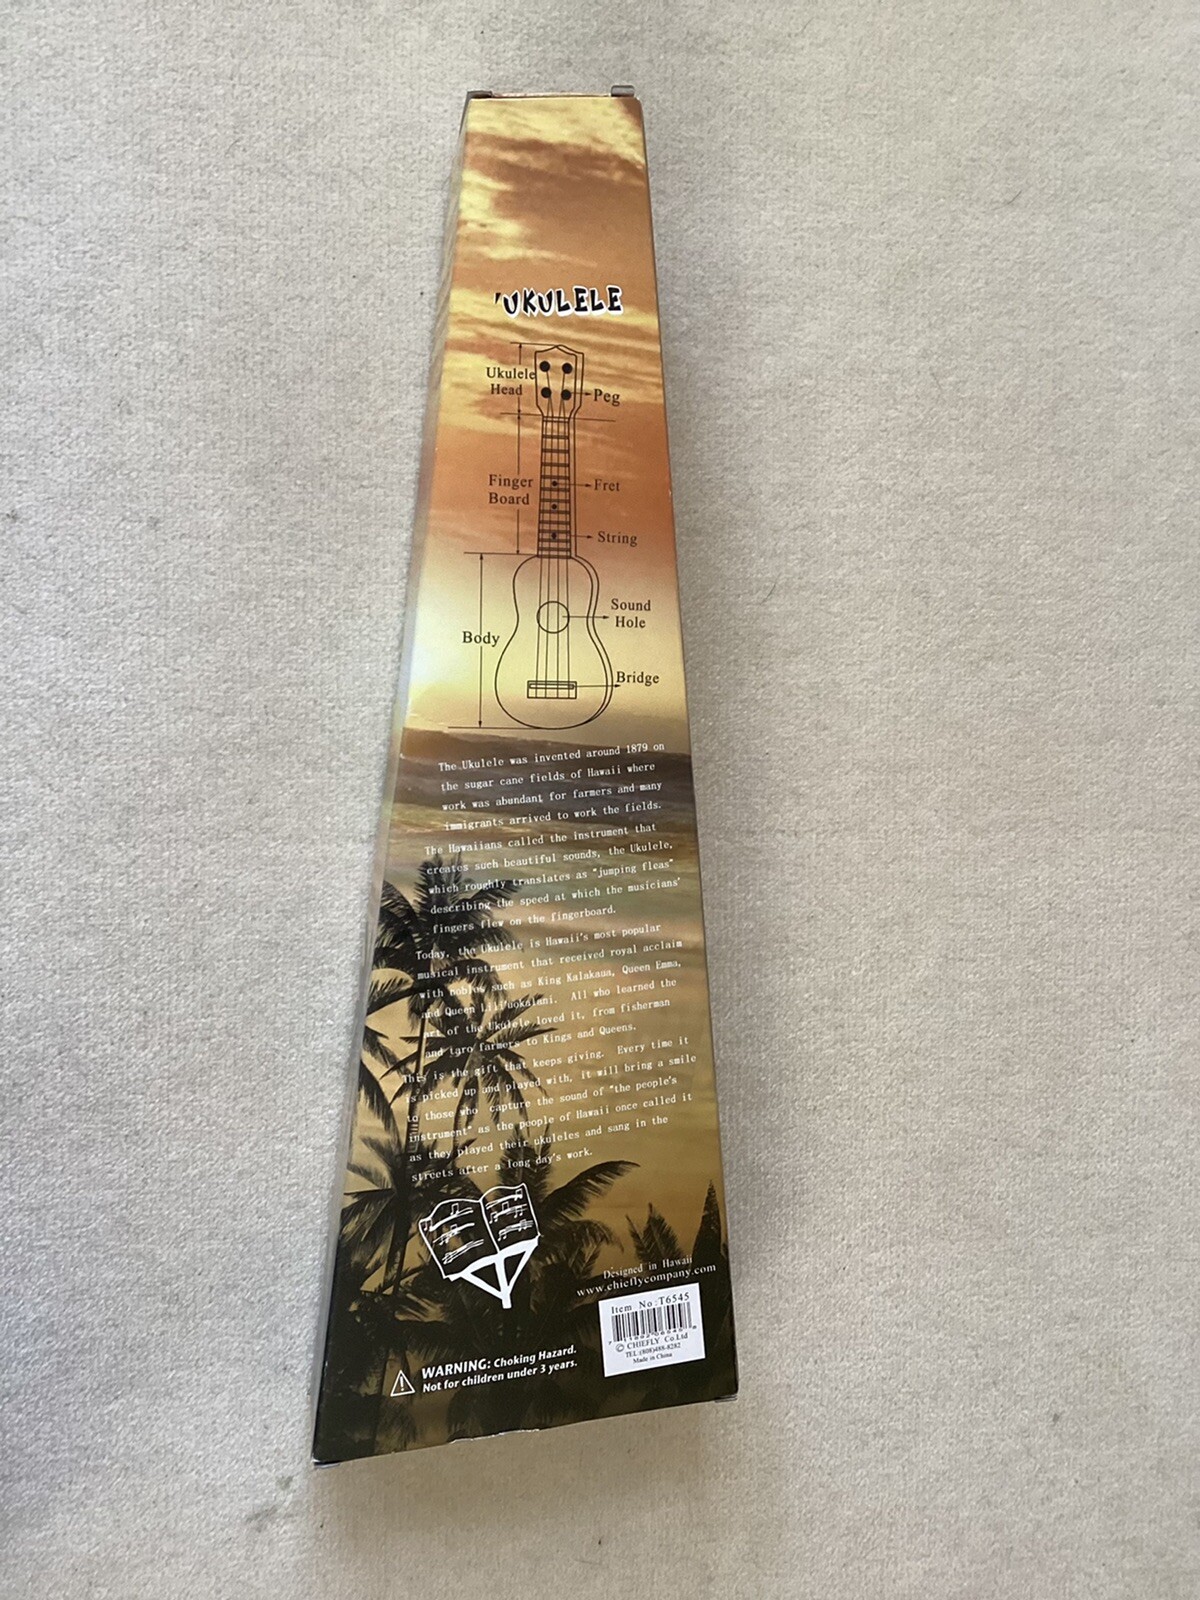 'UKULELE
Ukulele
Head
Peg
Finger
Board
Fret
String
Sound
Hole
Body
Bridge
The Ukulele was invented around 1879 on
the sugar cane fields of Hawaii where
work was abundant for farmers and many
immigrants arrived to work the fields.
The Hawaiians called the instrument that
creates such beautiful sounds, the Ukulele,
which roughly translates as "jumping fleas"
describing the speed at which the musicians'
fingers flew on the fingerboard.
Today, the Ukulele is Hawaii's most popular
musical instrument that received royal acclaim
with nobles such as King Kalakaua, Queen Emma,
and Queen Lili'uokalani. All who learned the
art of the Ukulele loved it, from fisherman
and taro farmers to Kings and Queens.
This is the gift that keeps giving. Every time it
is picked up and played with, it will bring a smile
to those who capture the sound of "the people's
instrument" as the people of Hawaii once called it
as they played their ukuleles and sang in the
streets after a long day's work.
Designed in Hawaii
www.chieflycompany.com
Item No:T6545
© CHIEFLY Co.Ltd
TEL:(808)488-8282
Made in China
WARNING: Choking Hazard.
Not for children under 3 years.